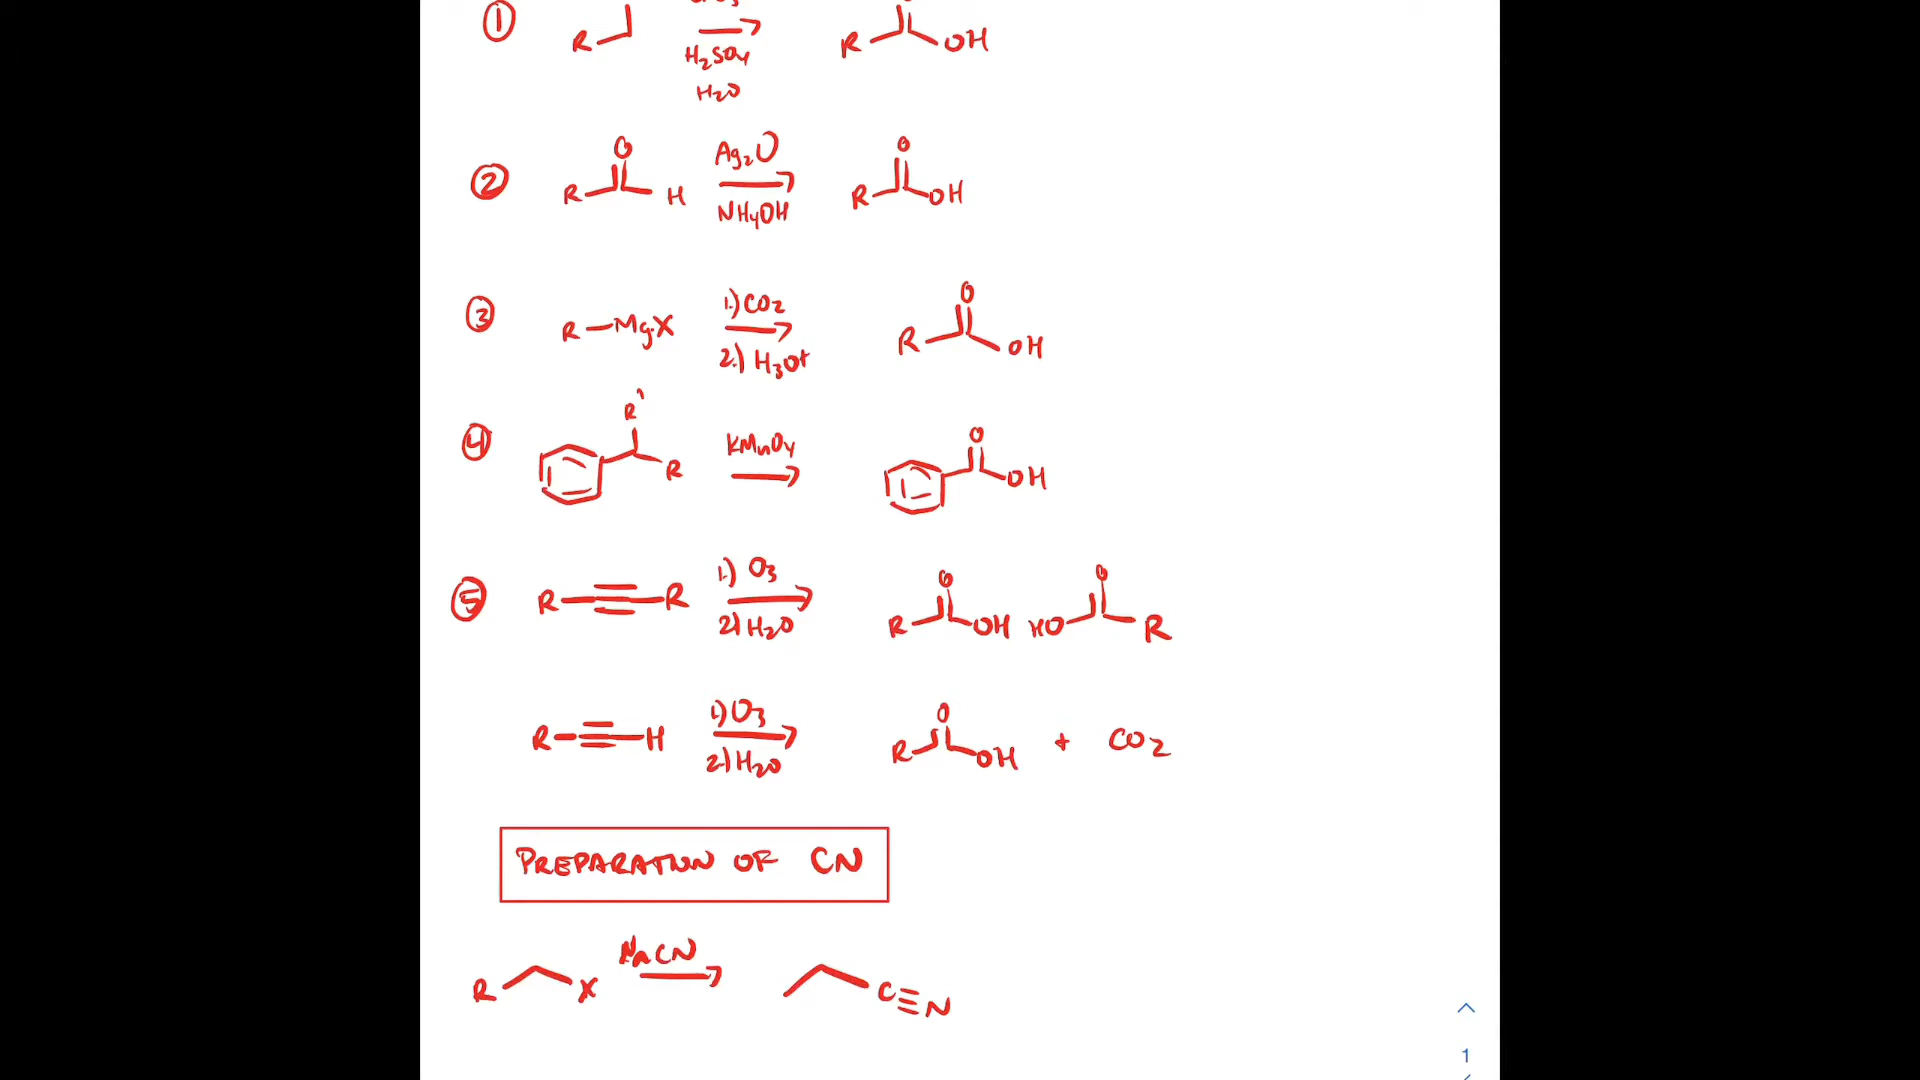 ① R H₂SO₄ R OH
H₂O
② R O H Ag₂O NH₄OH R O OH
③ R-MgX 1.) CO₂ 2.) H₃O+ R O OH
④ R' R KMnO₄ O OH
⑤ R≡R 1.) O₃ 2.) H₂O R O OH HO O R
R≡H 1.) O₃ 2.) H₂O R O OH + CO₂
PREPARATION OF CN
R X NaCN C≡N
1